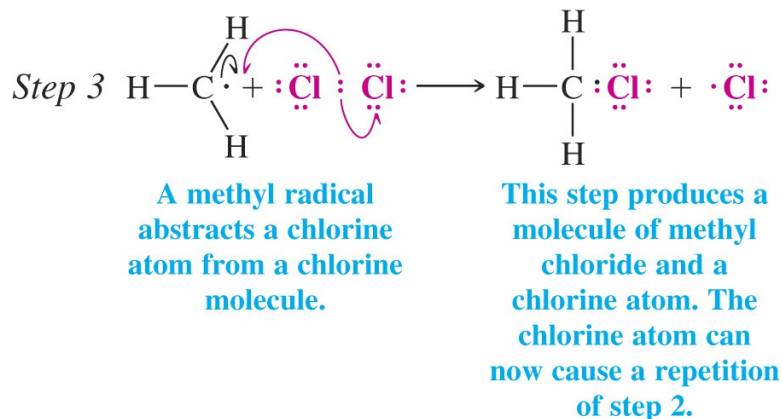 H H
Step 3 H—C· + :Cl : Cl: ⟶ H—C :Cl: + ·Cl:
H H
A methyl radical
abstracts a chlorine
atom from a chlorine
molecule.
This step produces a
molecule of methyl
chloride and a
chlorine atom. The
chlorine atom can
now cause a repetition
of step 2.